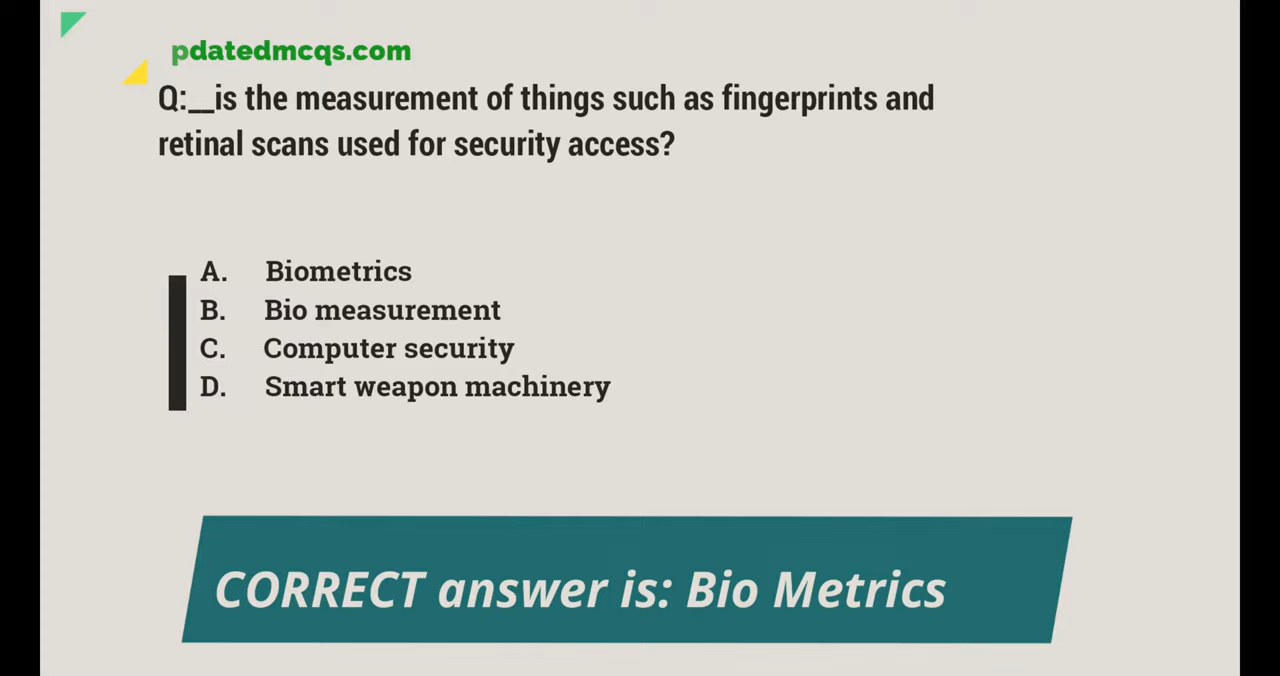 pdatedmcqs.com
Q:__is the measurement of things such as fingerprints and
retinal scans used for security access?
A. Biometrics
B. Bio measurement
C. Computer security
D. Smart weapon machinery
CORRECT answer is: Bio Metrics